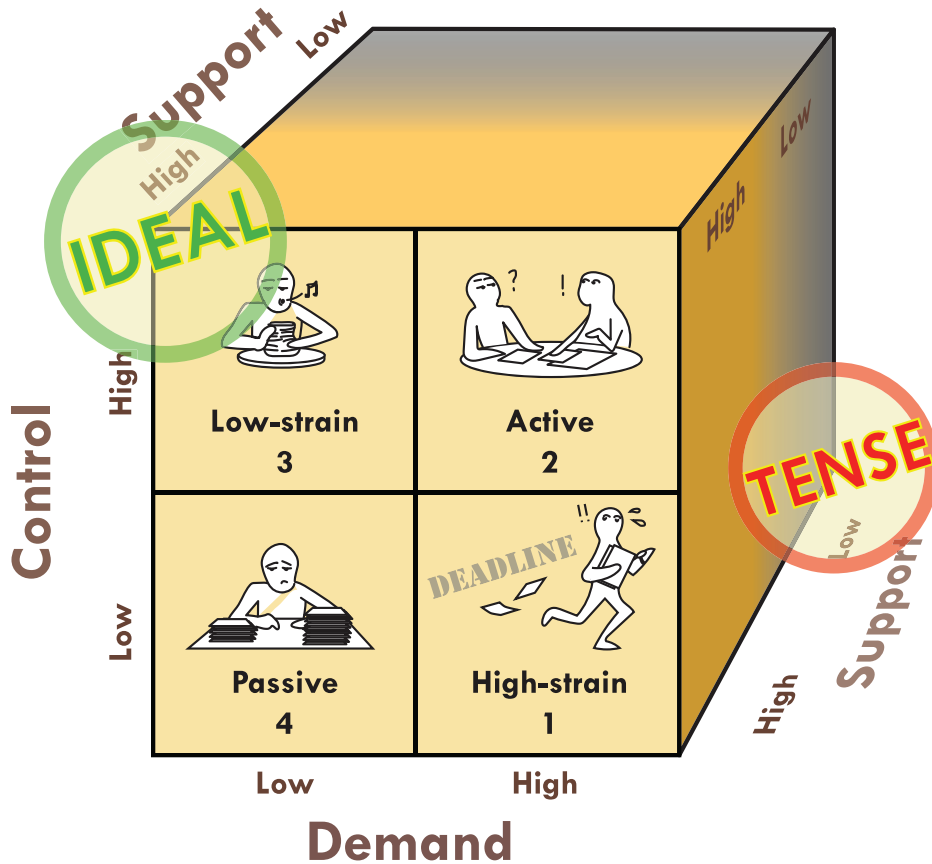 Support
Low
High
IDEAL
Low
High
Control
High
?
!
Low-strain
3
Active
2
TENSE
Low
Support
High
Low
!!
DEADLINE
Passive
4
High-strain
1
Low
High
Demand